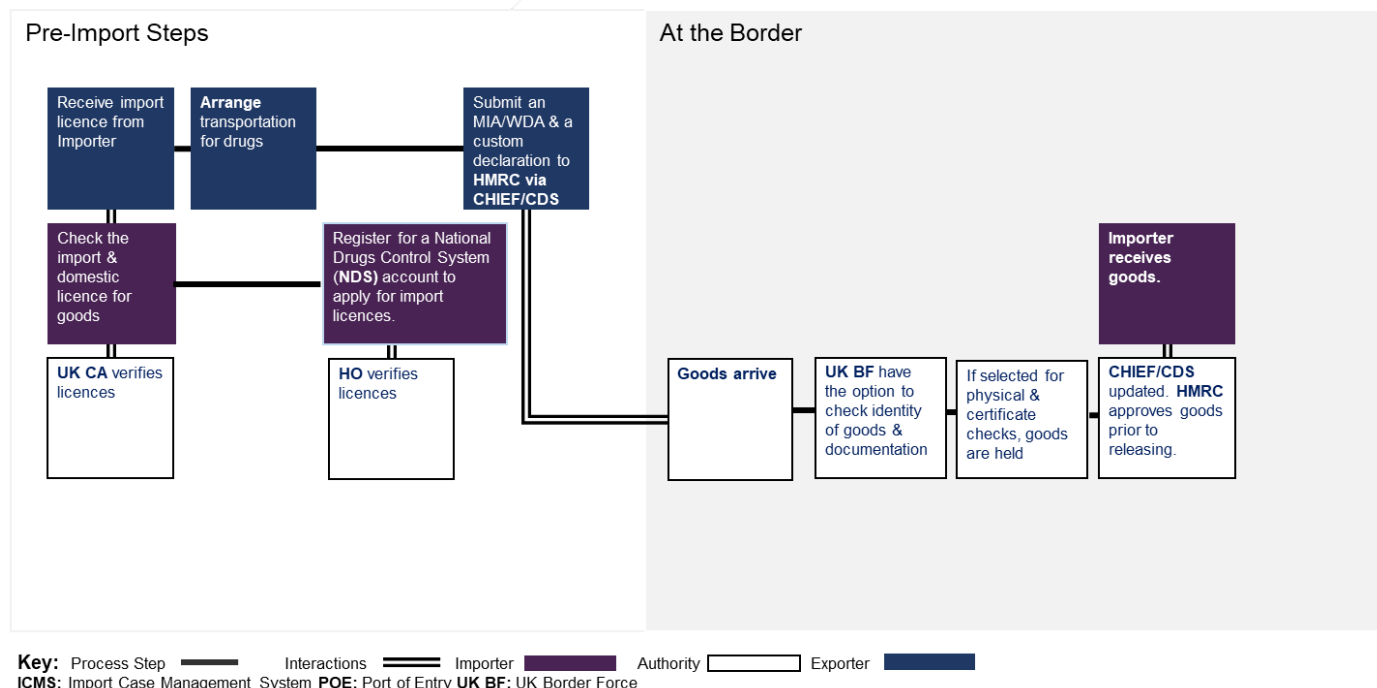 Pre-Import Steps
At the Border
Receive import
licence from
Importer
Arrange
transportation
for drugs
Submit an
MIA/WDA & a
custom
declaration to
HMRC via
CHIEF/CDS
Check the
import &
domestic
licence for
goods
Register for a National
Drugs Control System
(NDS) account to
apply for import
licences.
Importer
receives
goods.
UK CA verifies
licences
HO verifies
licences
Goods arrive
UK BF have
the option to
check identity
of goods &
documentation
If selected for
physical &
certificate
checks, goods
are held
CHIEF/CDS
updated. HMRC
approves goods
prior to
releasing.
Key: Process Step Interactions Importer Authority Exporter
ICMS: Import Case Management System POE: Port of Entry UK BF: UK Border Force